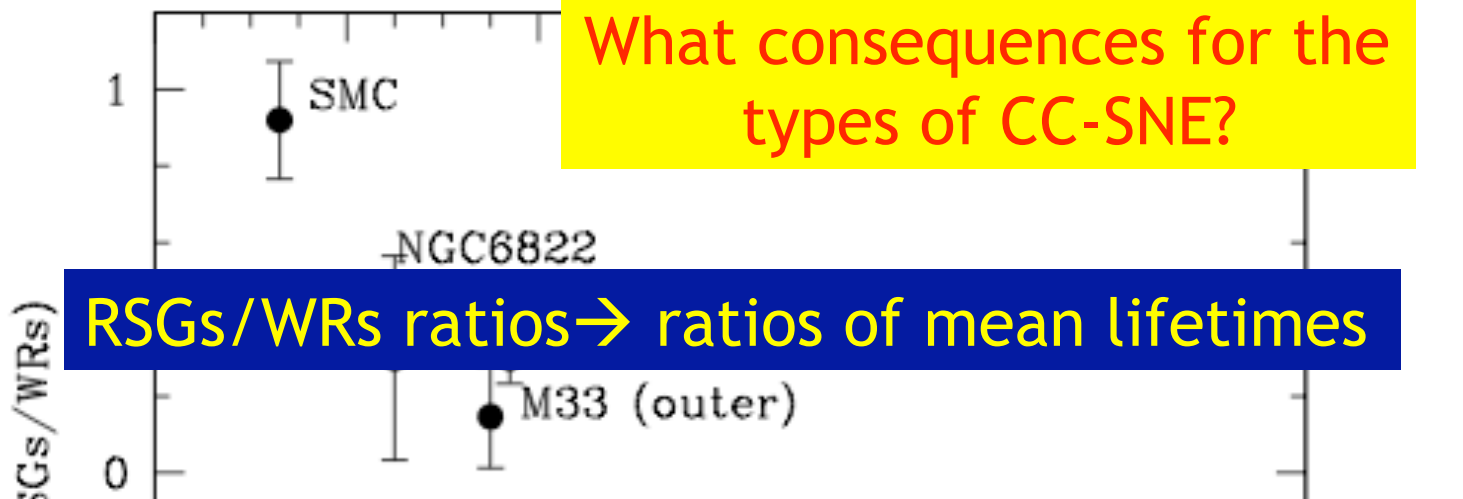 What consequences for the
types of CC-SNE?
1
SMC
NGC6822
RSGs/WRs ratios→ ratios of mean lifetimes
M33 (outer)
0
SGs/WRs)